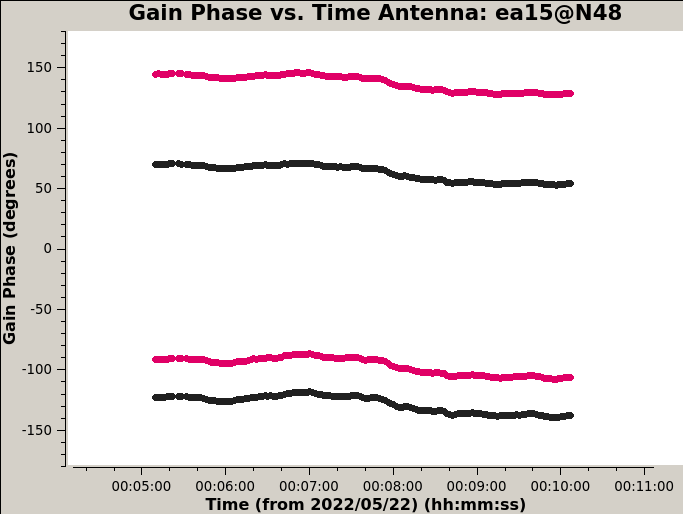 Gain Phase vs. Time Antenna: ea15@N48
Gain Phase (degrees)
150
100
50
0
-50
-100
-150
00:05:00 00:06:00 00:07:00 00:08:00 00:09:00 00:10:00 00:11:00
Time (from 2022/05/22) (hh:mm:ss)